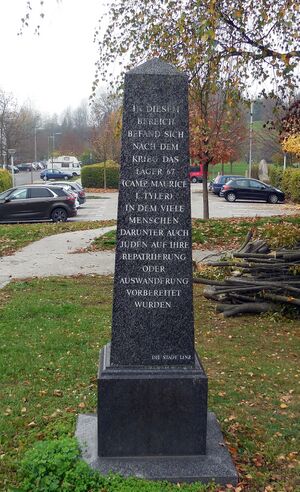 IN DIESEM
BEREICH
BEFAND SICH
NACH DEM
KRIEG DAS
LAGER 67
(CAMP MAURICE
L. TYLER)
IN DEM VIELE
MENSCHEN
DARUNTER AUCH
JUDEN AUF IHRE
REPATRIIERUNG
ODER
AUSWANDERUNG
VORBEREITET
WURDEN
DIE STADT LINZ